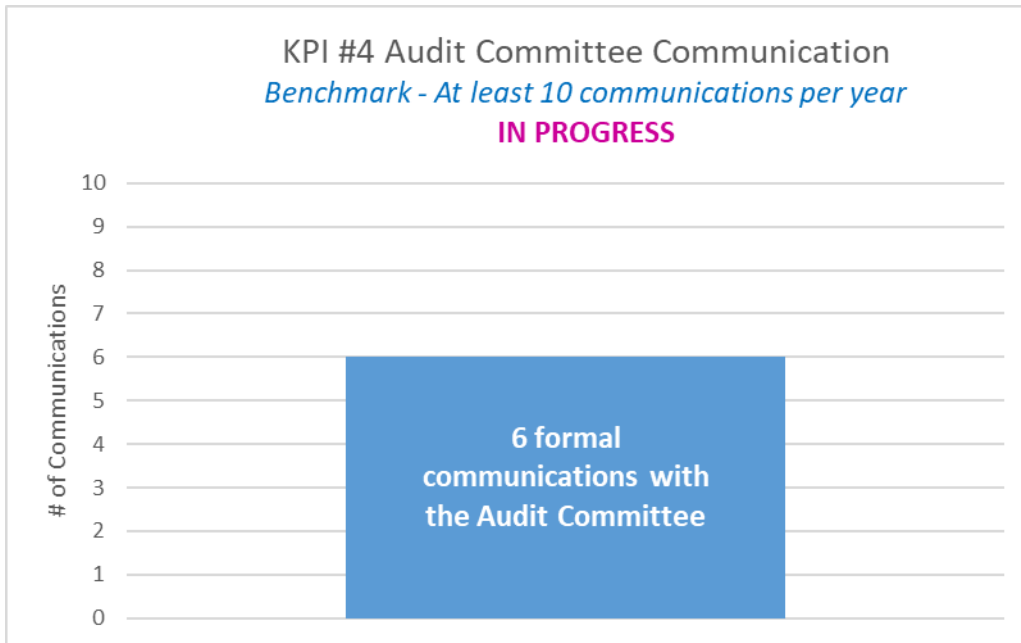 KPI #4 Audit Committee Communication
Benchmark - At least 10 communications per year
IN PROGRESS
10
9
8
7
6
5
4
3
2
1
0
# of Communications
6 formal
communications with
the Audit Committee